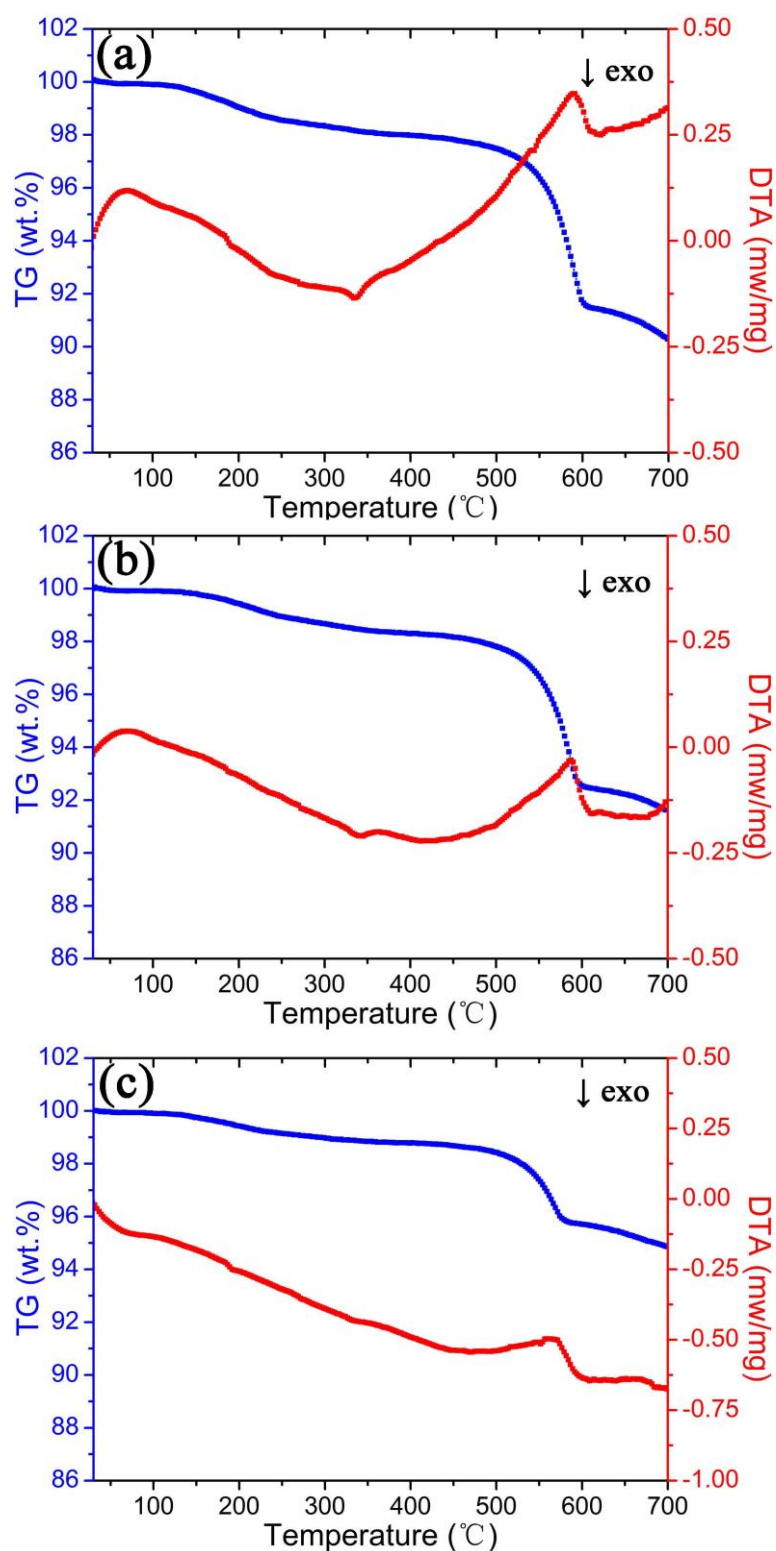 (a)
↓ exo
100
98
96
94
92
90
88
86
TG (wt.%)
0.50
0.25
0.00
-0.25
-0.50
DTA (mw/mg)
100 200 300 400 500 600 700
Temperature (℃)
(b)
↓ exo
102
100
98
96
94
92
90
88
86
TG (wt.%)
0.50
0.25
0.00
-0.25
-0.50
DTA (mw/mg)
100 200 300 400 500 600 700
Temperature (℃)
(c)
↓ exo
102
100
98
96
94
92
90
88
86
TG (wt.%)
0.50
0.25
0.00
-0.25
-0.50
-0.75
-1.00
DTA (mw/mg)
100 200 300 400 500 600 700
Temperature (℃)